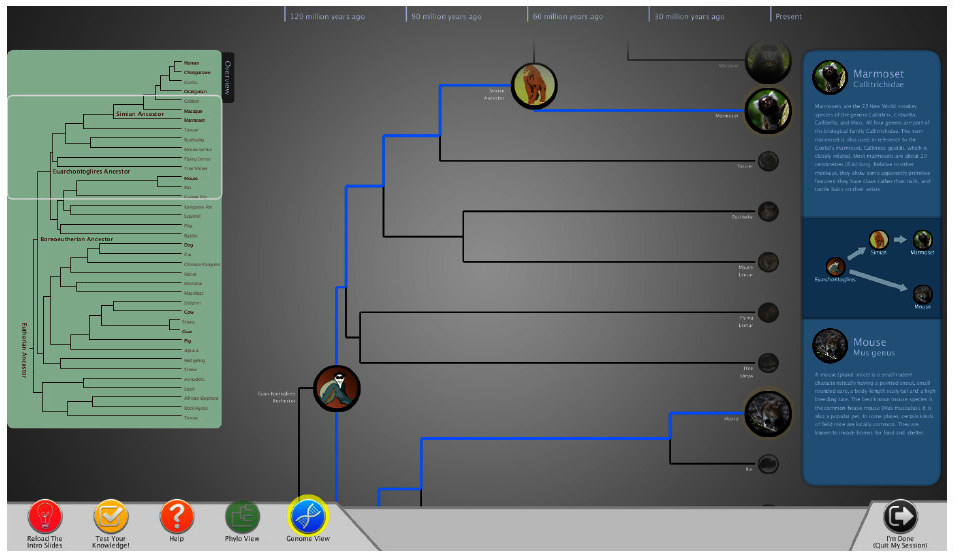 120 million years ago
90 million years ago
60 million years ago
30 million years ago
Present
Overview
Human
Chimpanzee
Gorilla
Orangutan
Gibbon
Macaque
Simian Ancestor
Marmoset
Tarsier
Bushbaby
Mouse Lemur
Flying Lemur
Tree Shrew
Euarchontoglires Ancestor
Mouse
Rat
Kangaroo Rat
Squirrel
Pika
Rabbit
Boreoeutherian Ancestor
Dog
Cat
Horse
Dolphin
Cow
Sheep
Pig
Alpaca
Hedgehog
Shrew
Armadillo
Sloth
African Elephant
Rock Hyrax
Tenrec
Eutherian Ancestor
Macaque
Simian
Ancestor
Marmoset
Tarsier
Bushbaby
Mouse
Lemur
Flying
Lemur
Tree
Shrew
Euarchontoglires
Ancestor
Mouse
Rat
Marmoset
Callitrichidae
Marmosets are the 22 New World monkey
species of the genera Callithrix, Cebuella,
Callibella, and Mico. All four genera are part of
the biological family Callitrichidae. The term
marmoset is also used in reference to the
Goeldi's marmoset, Callimico goeldii, which is
closely related. Most marmosets are about 20
centimetres (8 in) long. Relative to other
monkeys, they show some apparently primitive
features: they have claws rather than nails, and
tactile hairs on their wrists.
Simian
Marmoset
Euarchontoglires
Mouse
Mouse
Mus genus
A mouse (plural: mice) is a small rodent
characteristically having a pointed snout, small
rounded ears, a body-length scaly tail and a high
breeding rate. The best known mouse species is
the common house mouse (Mus musculus). It is
also a popular pet. In some places, certain kinds
of field mice are locally common. They are
known to invade homes for food and shelter.
Reload The
Intro Slides
Test Your
Knowledge!
Help
Phylo View
Genome View
I'm Done
(Quit My Session)